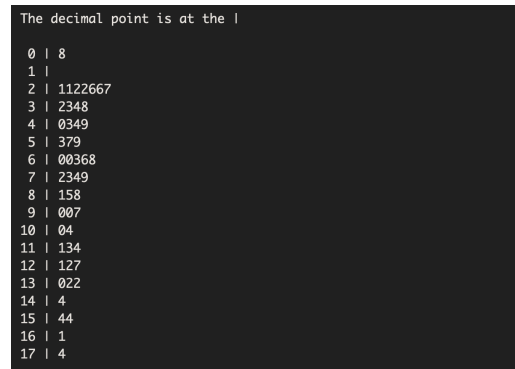 The decimal point is at the |
0 | 8
1 |
2 | 1122667
3 | 2348
4 | 0349
5 | 379
6 | 00368
7 | 2349
8 | 158
9 | 007
10 | 04
11 | 134
12 | 127
13 | 022
14 | 4
15 | 44
16 | 1
17 | 4